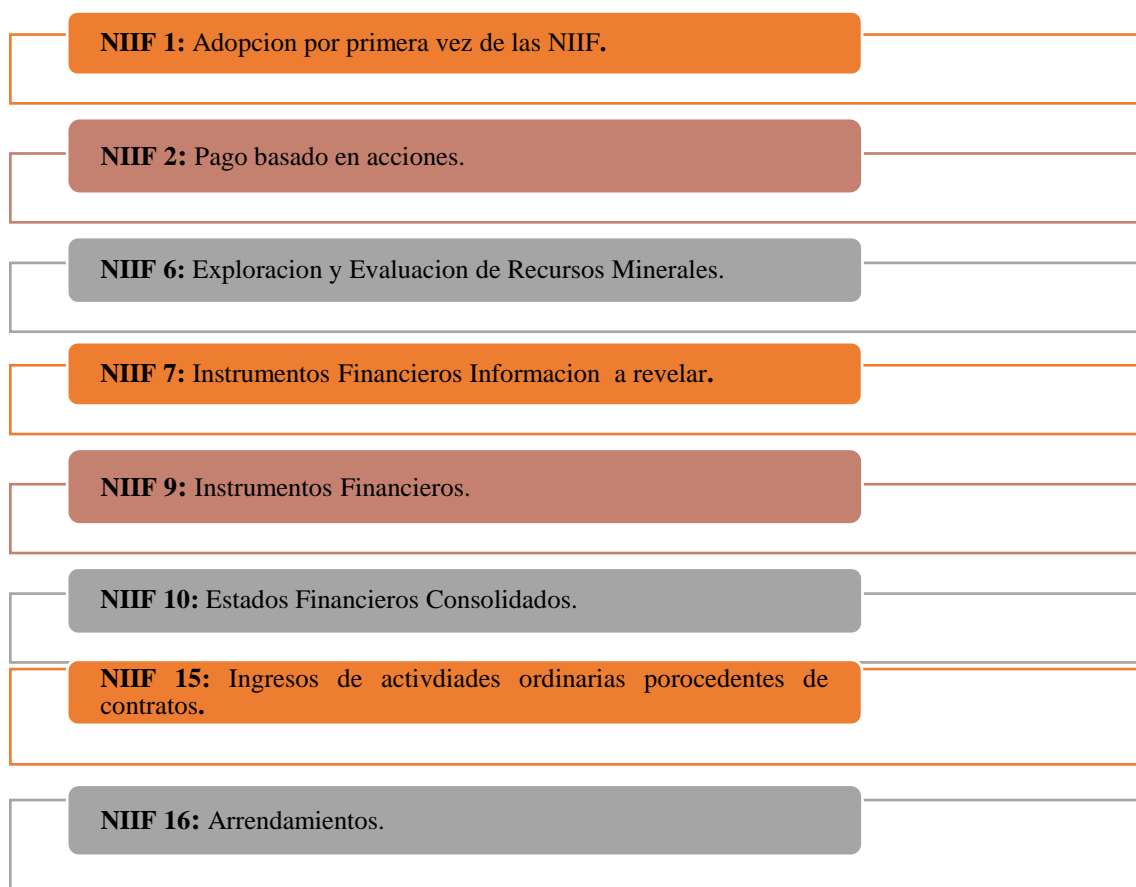 NIIF 1: Adopcion por primera vez de las NIIF.
NIIF 2: Pago basado en acciones.
NIIF 6: Exploracion y Evaluacion de Recursos Minerales.
NIIF 7: Instrumentos Financieros Informacion a revelar.
NIIF 9: Instrumentos Financieros.
NIIF 10: Estados Financieros Consolidados.
NIIF 15: Ingresos de activdiades ordinarias porocedentes de
contratos.
NIIF 16: Arrendamientos.